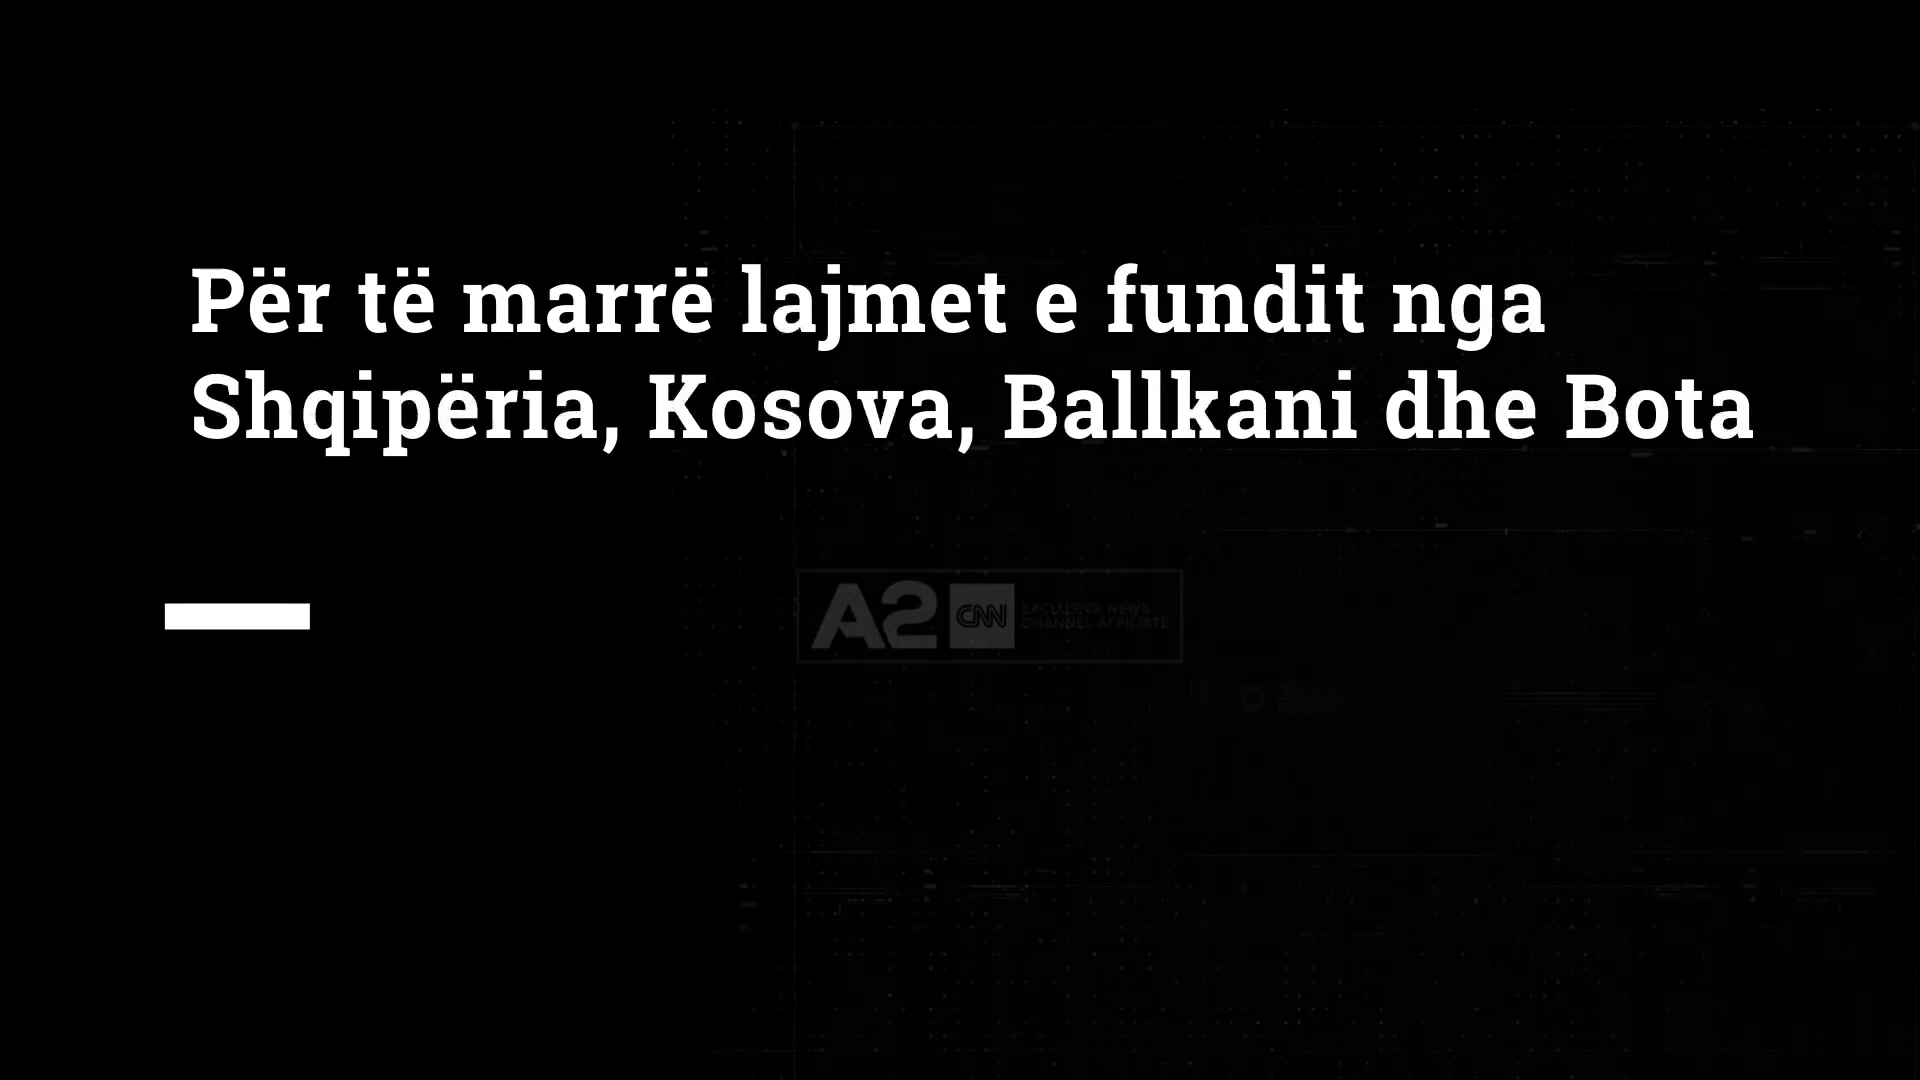 Për të marrë lajmet e fundit nga
Shqipëria, Kosova, Ballkani dhe Bota
A2 CNN EXCLUSIVE NEWS
CHANNEL AFFILIATE